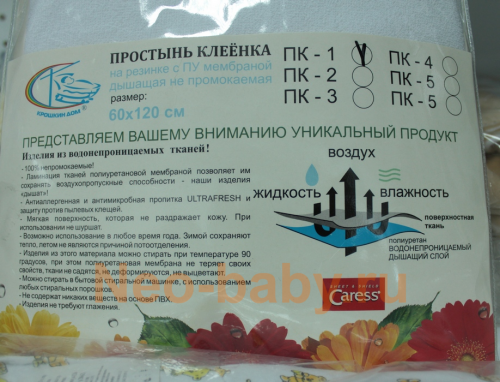 ПРОСТЫНЬ КЛЕЁНКА
на резинке с ПУ мембраной
дышащая не промокаемая
размер:
60х120 см
КРОШКИН ДОМ
ПК - 1
ПК - 2
ПК - 3
ПК - 4
ПК - 5
ПК - 5
ПРЕДСТАВЛЯЕМ ВАШЕМУ ВНИМАНИЮ УНИКАЛЬНЫЙ ПРОДУКТ
Изделия из водонепроницаемых тканей!
- 100% непромокаемые!
- Ламинация тканей полиуретановой мембраной позволяет им
сохранять воздухопропускные способности - наши изделия
«дышат»!
- Антиаллергенная и антимикробная пропитка ULTRAFRESH и
защиту против пылевых клещей.
- Мягкая поверхность, которая не раздражает кожу. При
использовании не шуршат.
- Возможно использование в любое время года. Зимой сохраняют
тепло, летом не являются причиной потоотделения.
- Изделия из этого материала можно стирать при температуре 90
градусов, при этом полиуретановая мембрана не теряет своих
свойств, ткани не садятся, не деформируются, не выцветают.
- Можно стирать в бытовой стиральной машинке, с использованием
любых стиральных порошков.
- Не содержат никаких веществ на основе ПВХ.
- Изделия не требуют глажения.
воздух
ЖИДКОСТЬ
влажность
поверхностная
ткань
полиуретан
ВОДОНЕПРОНИЦАЕМЫЙ
ДЫШАЩИЙ СЛОЙ
Caress
Neo-baby.ru